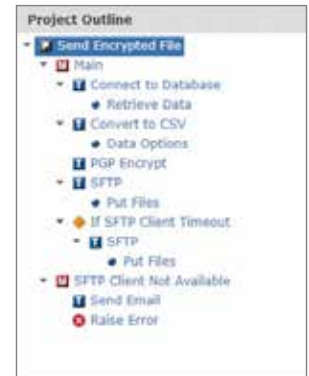 Project Outline
Send Encrypted File
Main
Connect to Database
Retrieve Data
Convert to CSV
Data Options
PGP Encrypt
SFTP
Put Files
If SFTP Client Timeout
SFTP
Put Files
SFTP Client Not Available
Send Email
Raise Error